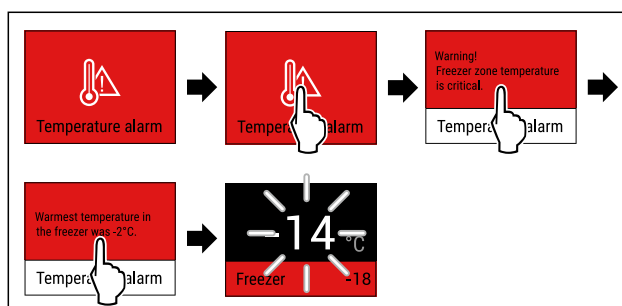 Temperature alarm
Temperature alarm
Warning!
Freezer zone temperature
is critical.
Temperature alarm
Warmest temperature in
the freezer was -2°C.
Temperature alarm
-14 °C
Freezer -18